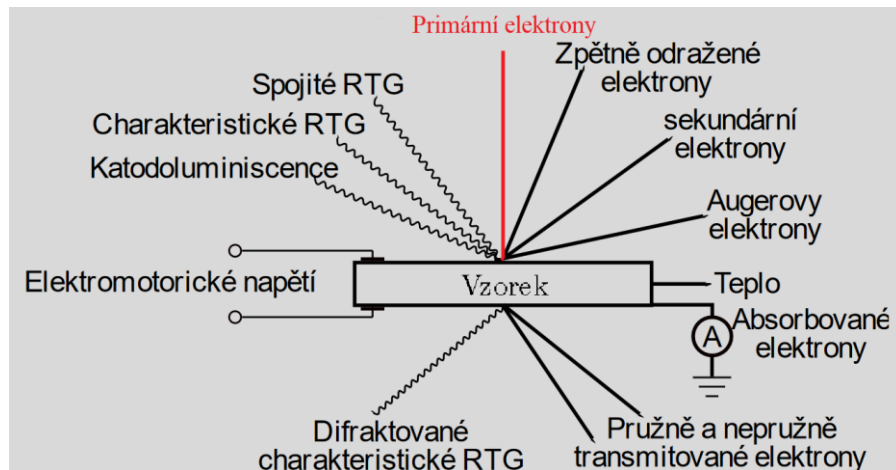 Primární elektrony
Zpětně odražené
elektrony
Spojité RTG
Charakteristické RTG
Katodoluminiscence
sekundární
elektrony
Augerovy
elektrony
Elektromotorické napětí
Vzorek
Teplo
Absorbované
elektrony
A
Difraktované
charakteristické RTG
Pružně a nepružně
transmitované elektrony